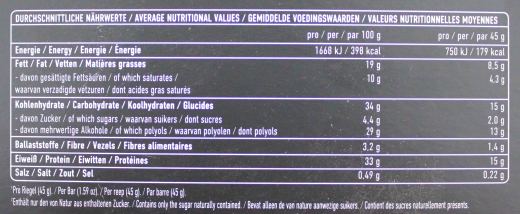 DURCHSCHNITTLICHE NÄHRWERTE / AVERAGE NUTRITIONAL VALUES / GEMIDDELDE VOEDINGSWAARDEN / VALEURS NUTRITIONNELLES MOYENNES
pro / per / par 100 g pro / per / par 45 g
Energie / Energy / Energie / Énergie 1668 kJ / 398 kcal 750 kJ / 179 kcal
Fett / Fat / Vetten / Matières grasses 19 g 8,5 g
- davon gesättigte Fettsäuren / of which saturates / 10 g 4,3 g
waarvan verzadigde vetzuren / dont acides gras saturés
Kohlenhydrate / Carbohydrate / Koolhydraten / Glucides 34 g 15 g
- davon Zucker / of which sugars / waarvan suikers / dont sucres 4,4 g 2,0 g
- davon mehrwertige Alkohole / of which polyols / waarvan polyolen / dont polyols 29 g 13 g
Ballaststoffe / Fibre / Vezels / Fibres alimentaires 3,2 g 1,4 g
Eiweiß / Protein / Eiwitten / Protéines 33 g 15 g
Salz / Salt / Zout / Sel 0,49 g 0,22 g
¹Pro Riegel (45 g). / Per Bar (1.59 oz). / Per reep (45 g). / Par barre (45 g).
²Enthält nur den von Natur aus enthaltenen Zucker. / Contains only the sugar naturally contained. / Bevat alleen de van nature aanwezige suikers. / Contient des sucres naturellement présents.